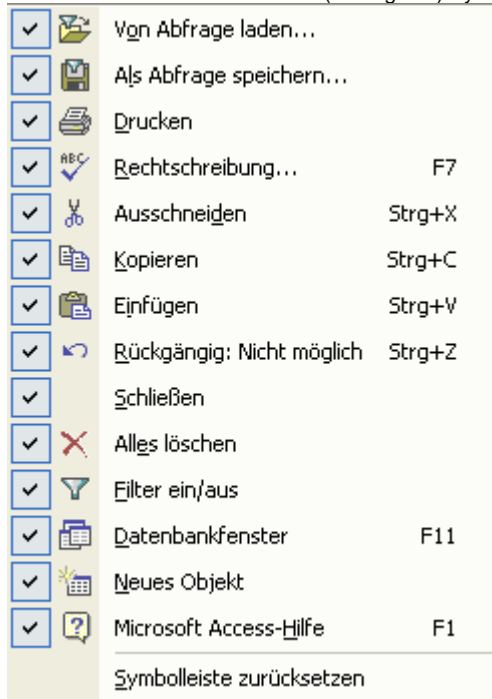 Von Abfrage laden...
Als Abfrage speichern...
Drucken
ABC Rechtschreibung... F7
Ausschneiden Strg+X
Kopieren Strg+C
Einfügen Strg+V
Rückgängig: Nicht möglich Strg+Z
Schließen
Alles löschen
Filter ein/aus
Datenbankfenster F11
Neues Objekt
Microsoft Access-Hilfe F1
Symbolleiste zurücksetzen